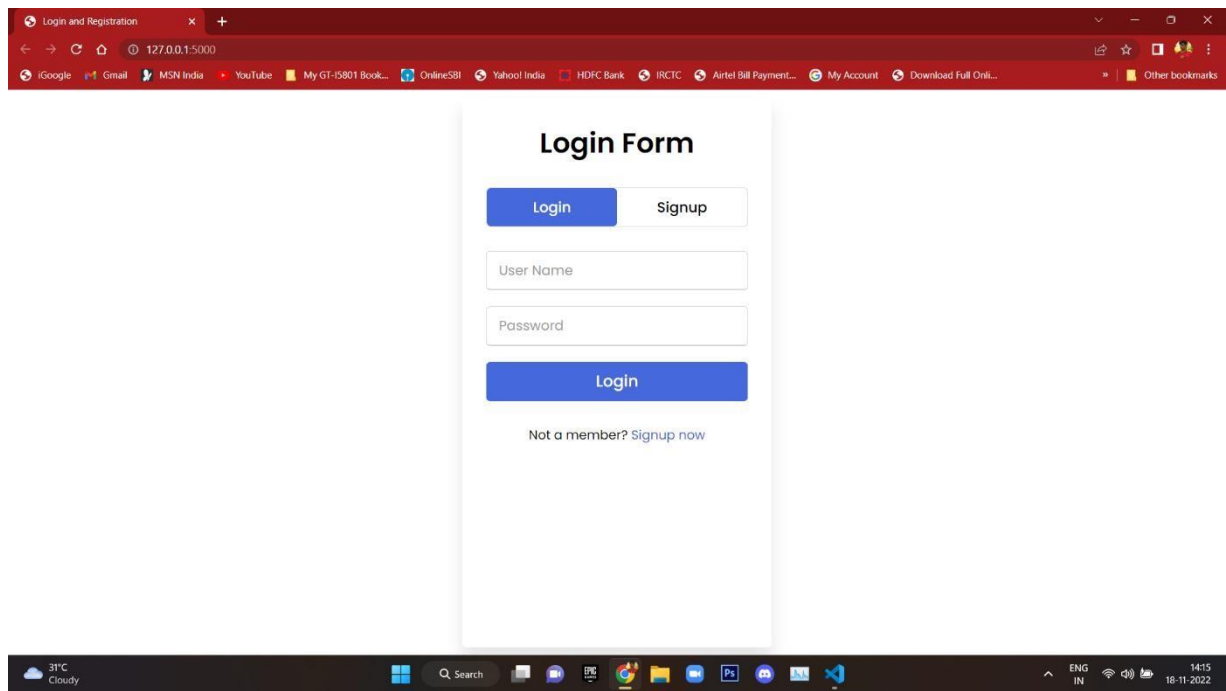 Login and Registration
127.0.0.1:5000
iGoogle Gmail MSN India YouTube My GT-I5801 Book... OnlineSBI Yahoo! India HDFC Bank IRCTC Airtel Bill Payment... My Account Download Full Onli... » Other bookmarks
Login Form
Login Signup
User Name
Password
Login
Not a member? Signup now
31°C
Cloudy
Search
EPIC
Ps
ENG
IN
14:15
18-11-2022